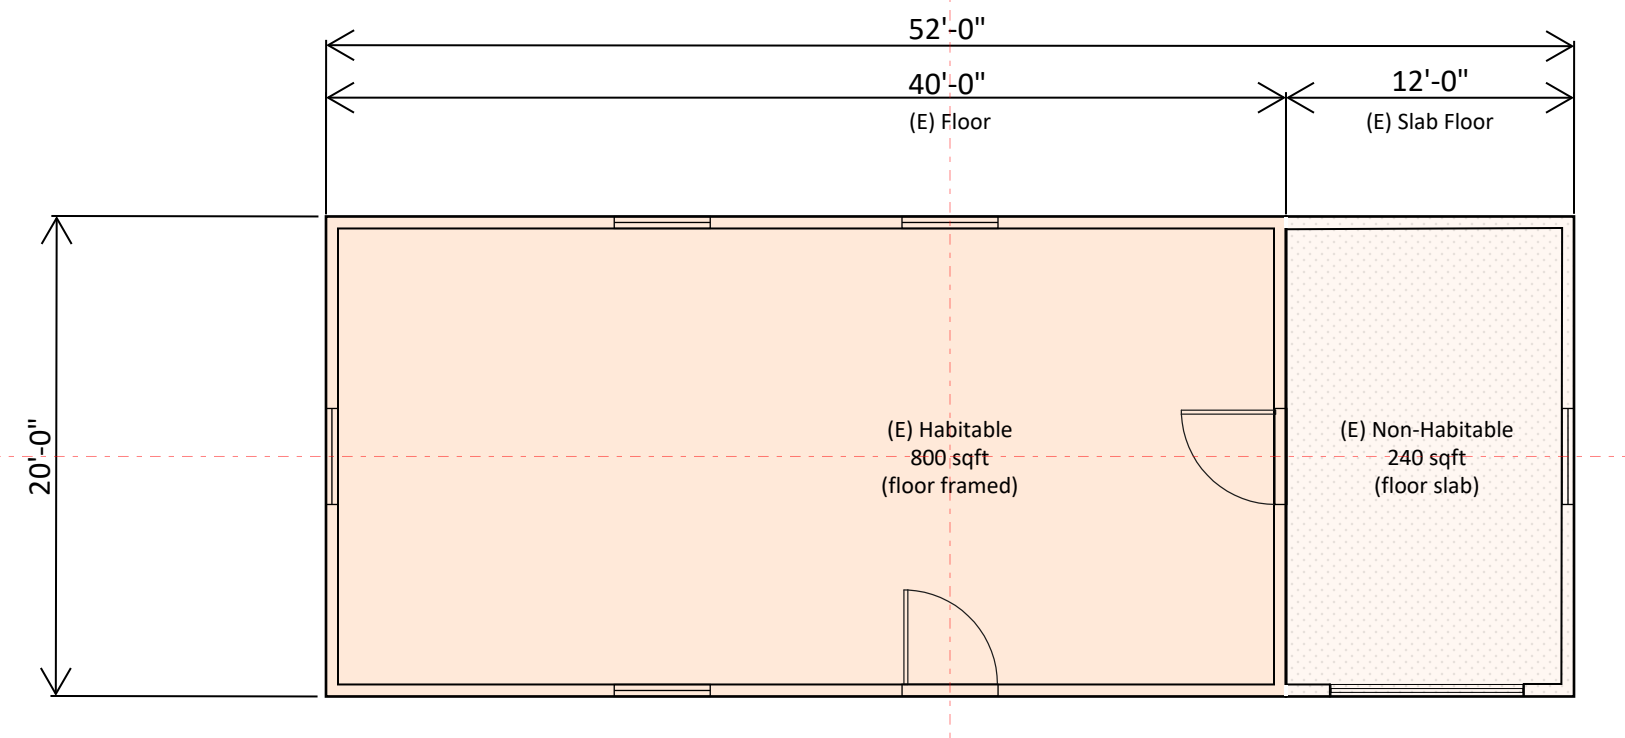 52'-0"
40'-0"
12'-0"
(E) Floor
(E) Slab Floor
20'-0"
(E) Habitable
800 sqft
(floor framed)
(E) Non-Habitable
240 sqft
(floor slab)